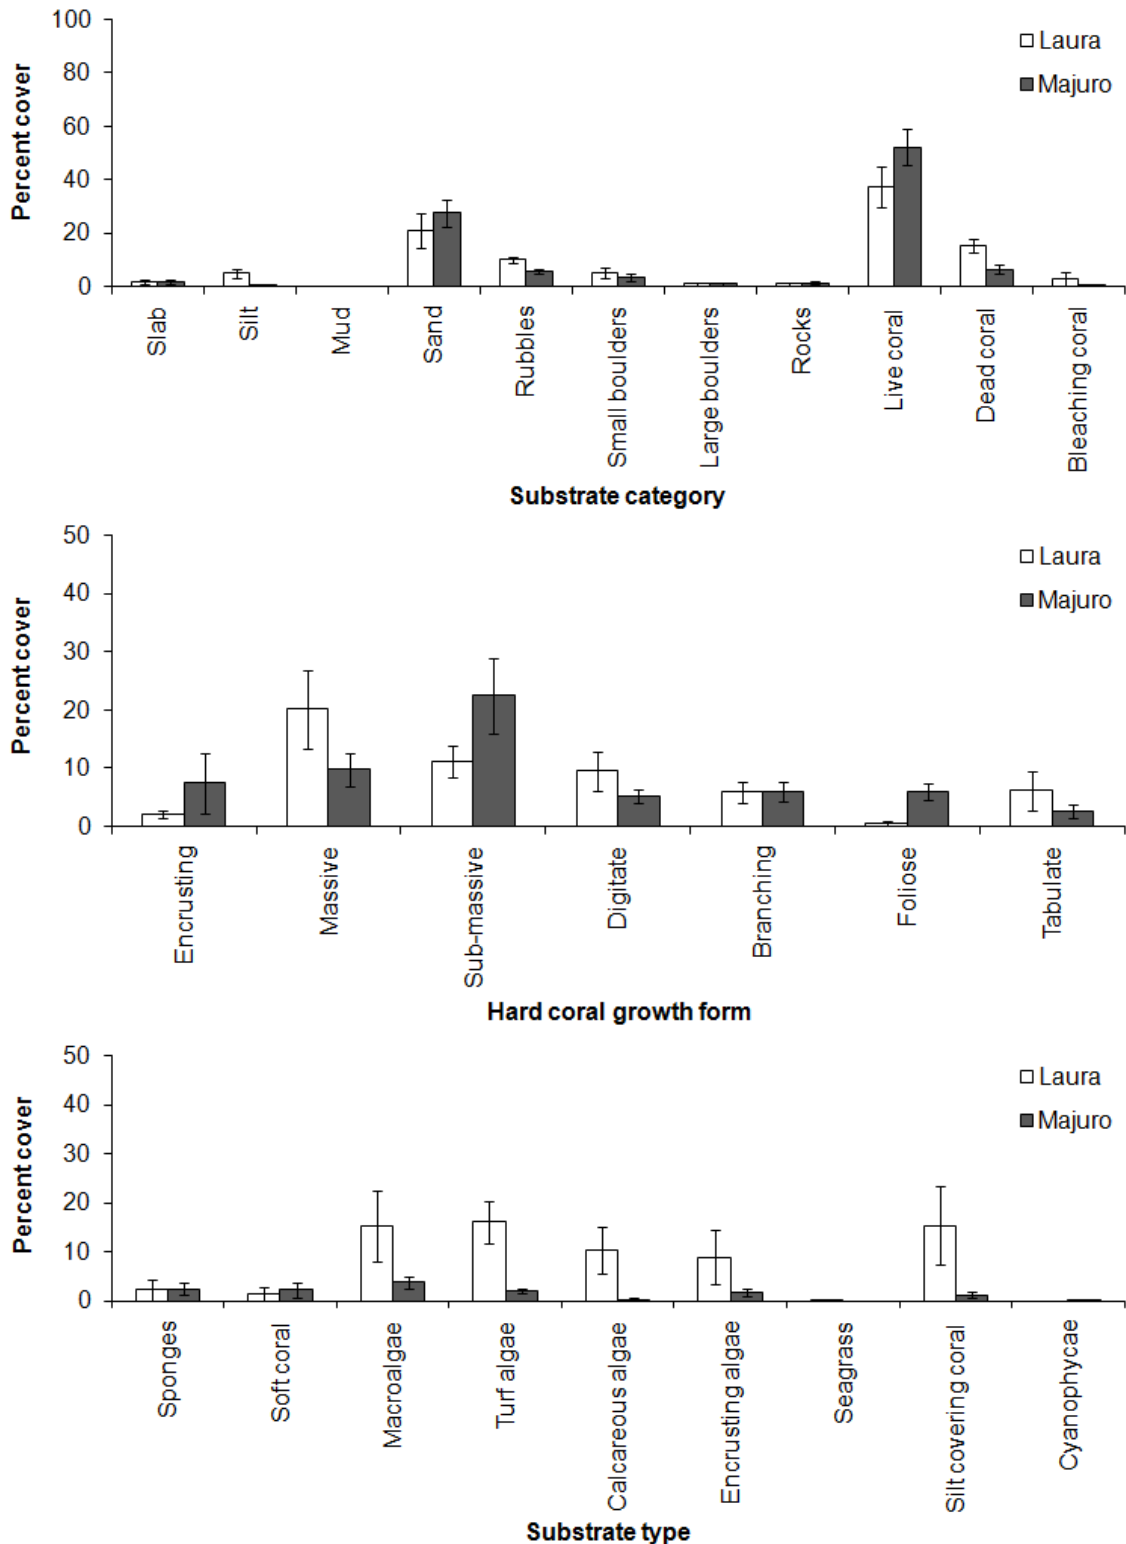 Percent cover
100
80
60
40
20
0
Laura
Majuro
Slab
Silt
Mud
Sand
Rubbles
Small boulders
Large boulders
Rocks
Live coral
Dead coral
Bleaching coral
Substrate category
Percent cover
50
40
30
20
10
0
Laura
Majuro
Encrusting
Massive
Sub-massive
Digitate
Branching
Foliose
Tabulate
Hard coral growth form
Percent cover
50
40
30
20
10
0
Laura
Majuro
Sponges
Soft coral
Macroalgae
Turf algae
Calcareous algae
Encrusting algae
Seagrass
Silt covering coral
Cyanophycae
Substrate type